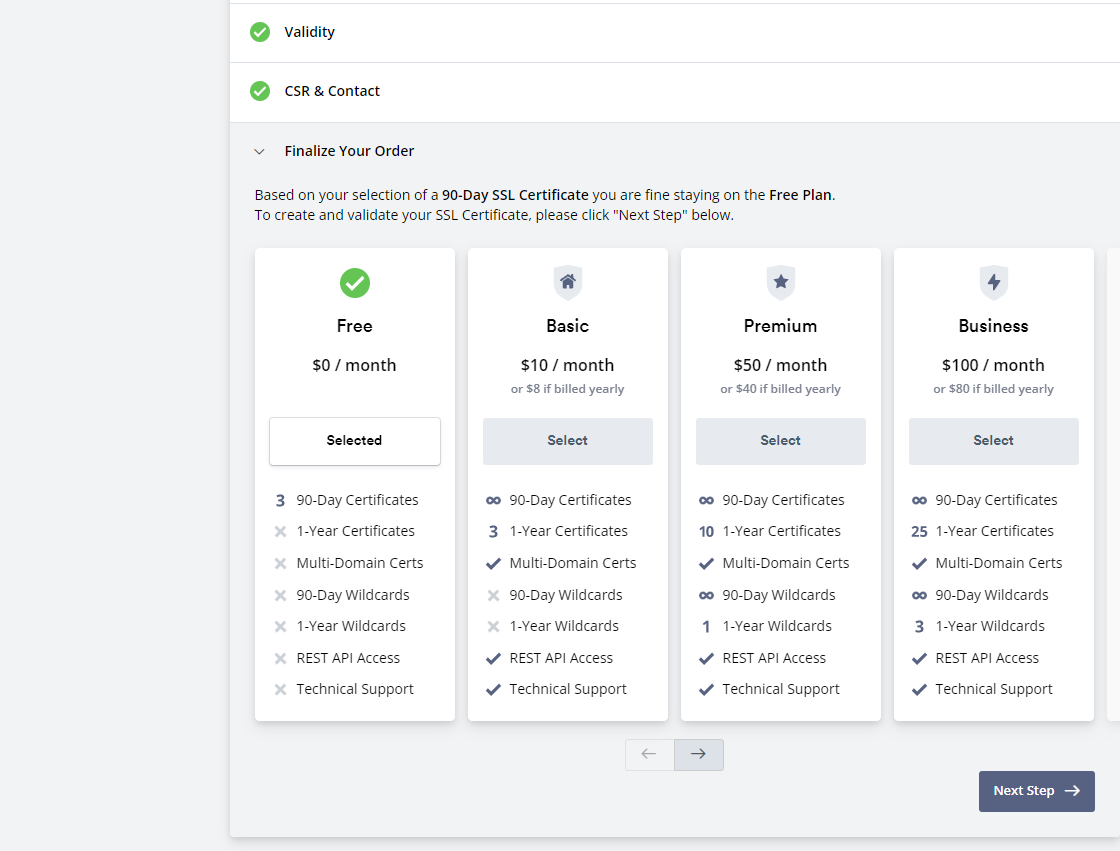 Validity
CSR & Contact
Finalize Your Order
Based on your selection of a 90-Day SSL Certificate you are fine staying on the Free Plan.
To create and validate your SSL Certificate, please click "Next Step" below.
Free
$0 / month
Selected
3 90-Day Certificates
1-Year Certificates
Multi-Domain Certs
90-Day Wildcards
1-Year Wildcards
REST API Access
Technical Support
Basic
$10 / month
or $8 if billed yearly
Select
∞ 90-Day Certificates
3 1-Year Certificates
Multi-Domain Certs
90-Day Wildcards
1-Year Wildcards
REST API Access
Technical Support
Premium
$50 / month
or $40 if billed yearly
Select
∞ 90-Day Certificates
10 1-Year Certificates
Multi-Domain Certs
∞ 90-Day Wildcards
1 1-Year Wildcards
REST API Access
Technical Support
Business
$100 / month
or $80 if billed yearly
Select
∞ 90-Day Certificates
25 1-Year Certificates
Multi-Domain Certs
∞ 90-Day Wildcards
3 1-Year Wildcards
REST API Access
Technical Support
Next Step